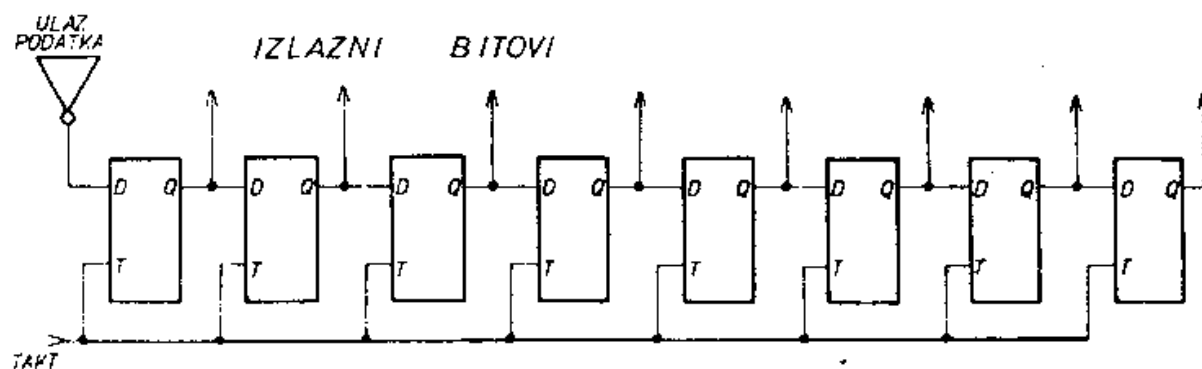 ULAZ
PODATKA
IZLAZNI BITOVI
D Q D Q D Q D Q D Q D Q D Q D Q
T T T T T T T T
TAKT